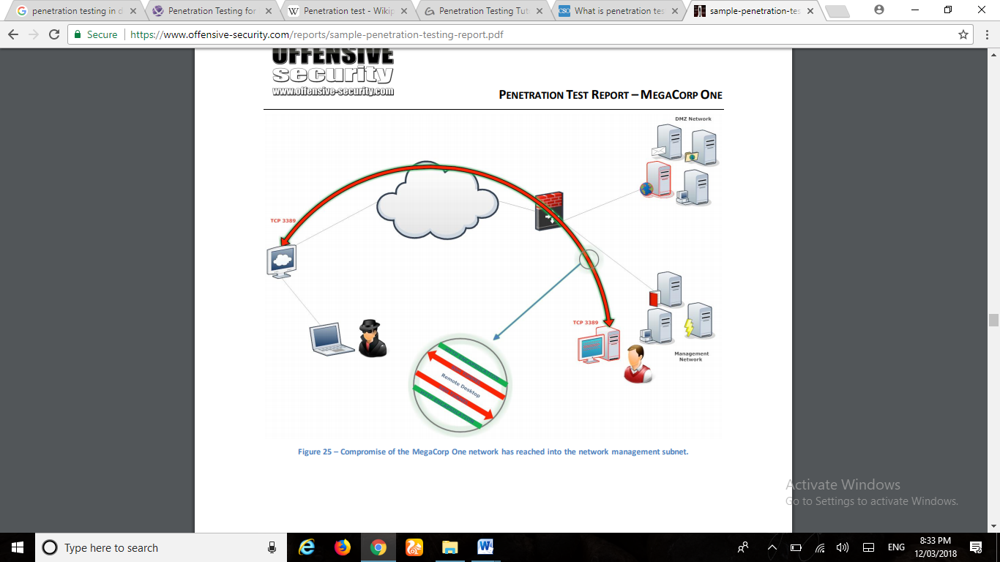 penetration testing in c
Penetration Testing for
Penetration test - Wikip
Penetration Testing Tut
What is penetration tes
sample-penetration-tes
Secure
https://www.offensive-security.com/reports/sample-penetration-testing-report.pdf
OFFENSIVE
security
www.offensive-security.com
PENETRATION TEST REPORT – MEGACORP ONE
DMZ Network
TCP 3389
TCP 3389
Management
Network
Remote Desktop
Figure 25 – Compromise of the MegaCorp One network has reached into the network management subnet.
Activate Windows
Go to Settings to activate Windows.
Type here to search
ENG
8:33 PM
12/03/2018